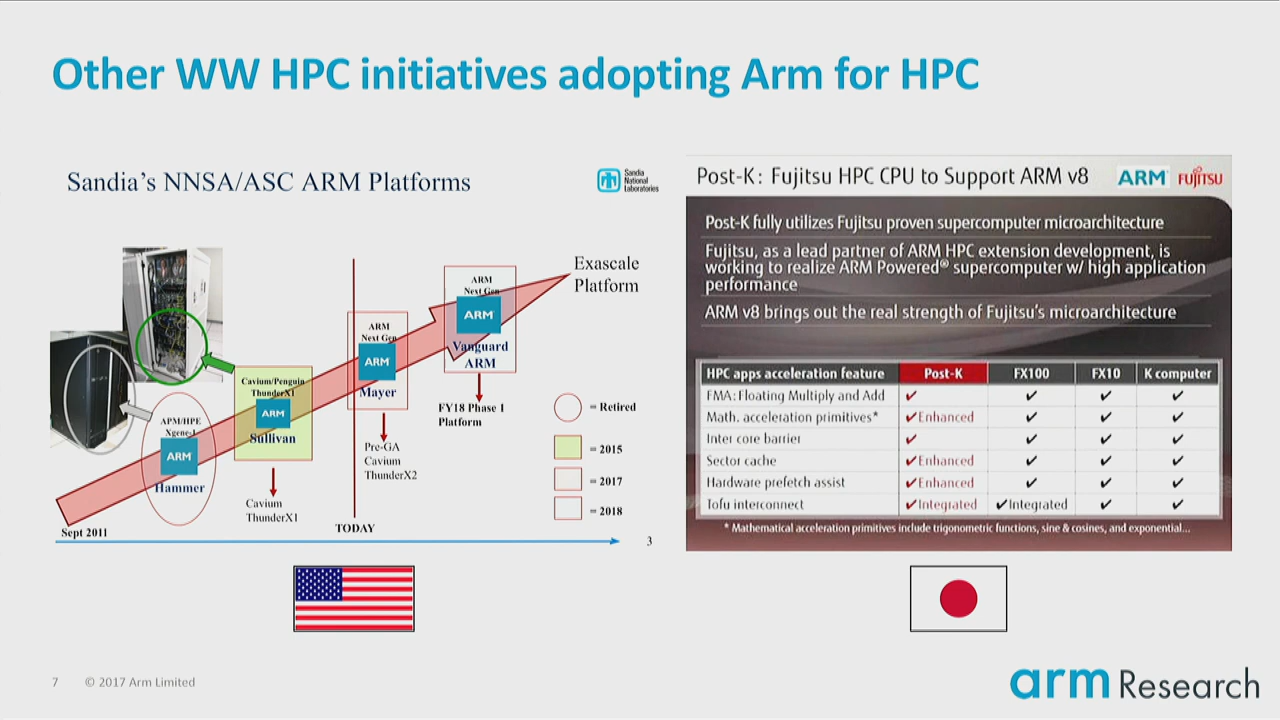 Other WW HPC initiatives adopting Arm for HPC
Sandia's NNSA/ASC ARM Platforms
Sandia
National
Laboratories
Exascale
Platform
ARM
Next Gen
ARM
Vanguard
ARM
FY18 Phase 1
Platform
ARM
Next Gen
ARM
Mayer
Pre-GA
Cavium
ThunderX2
Cavium/Penguin
ThunderX1
ARM
Sullivan
Cavium
ThunderX1
APM/HPE
Xgene-1
ARM
Hammer
Sept 2011
TODAY
= Retired
= 2015
= 2017
= 2018
3
Post-K: Fujitsu HPC CPU to Support ARM v8 ARM FUJITSU
Post-K fully utilizes Fujitsu proven supercomputer microarchitecture
Fujitsu, as a lead partner of ARM HPC extension development, is
working to realize ARM Powered® supercomputer w/ high application
performance
ARM v8 brings out the real strength of Fujitsu's microarchitecture
HPC apps acceleration feature Post-K FX100 FX10 K computer
FMA: Floating Multiply and Add ✔ ✔ ✔ ✔
Math. acceleration primitives* ✔Enhanced ✔ ✔ ✔
Inter core barrier ✔ ✔ ✔ ✔
Sector cache ✔Enhanced ✔ ✔ ✔
Hardware prefetch assist ✔Enhanced ✔ ✔ ✔
Tofu interconnect ✔Integrated ✔Integrated ✔ ✔
* Mathematical acceleration primitives include trigonometric functions, sine & cosines, and exponential...
7 © 2017 Arm Limited
arm Research